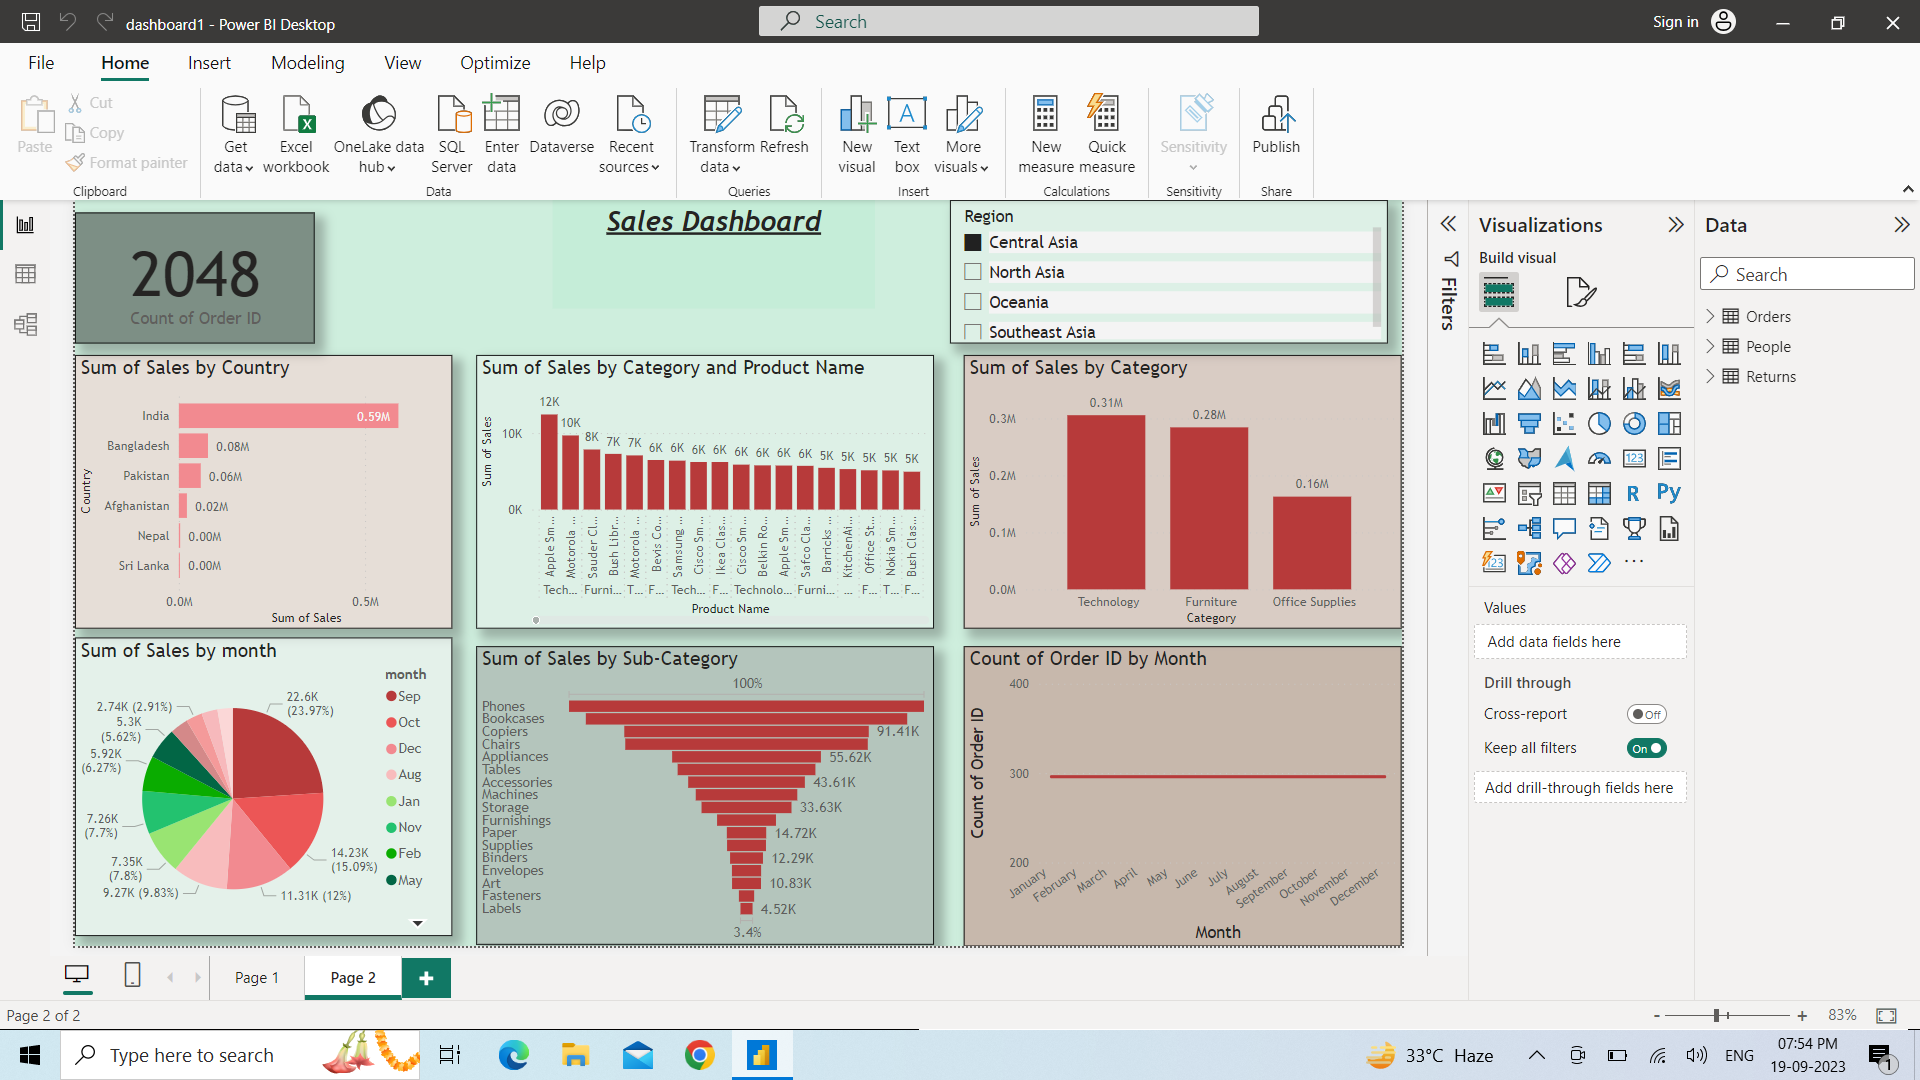 dashboard1 - Power BI Desktop
Search
Sign in
File
Home
Insert
Modeling
View
Optimize
Help
Paste
Cut
Copy
Format painter
Clipboard
Get data
Excel workbook
OneLake data hub
SQL Server
Enter data
Dataverse
Recent sources
Data
Transform data
Refresh
Queries
New visual
Text box
More visuals
Insert
New measure
Quick measure
Calculations
Sensitivity
Sensitivity
Publish
Share
2048
Count of Order ID
Sales Dashboard
Region
Central Asia
North Asia
Oceania
Southeast Asia
Sum of Sales by Country
Country
India
0.59M
Bangladesh
0.08M
Pakistan
0.06M
Afghanistan
0.02M
Nepal
0.00M
Sri Lanka
0.00M
0.0M
0.5M
Sum of Sales
Sum of Sales by Category and Product Name
Sum of Sales
10K
0K
12K
10K
8K
7K
7K
6K
6K
6K
6K
6K
6K
6K
6K
5K
5K
5K
5K
5K
Apple Sm...
Motorola ...
Sauder Cl...
Bush Libr...
Motorola ...
Bevis Co...
Samsung ...
Cisco Sm...
Ikea Clas...
Cisco Sm...
Belkin Ro...
Apple Sm...
Safco Cla...
Barricks ...
KitchenAi...
Office St...
Nokia Sm...
Bush Clas...
Tech...
Furni...
T...
F...
Tech...
F...
Technolo...
Furni...
...
F...
T...
F...
Product Name
Sum of Sales by Category
Sum of Sales
0.3M
0.2M
0.1M
0.0M
0.31M
0.28M
0.16M
Technology
Furniture
Office Supplies
Category
Sum of Sales by month
22.6K (23.97%)
14.23K (15.09%)
11.31K (12%)
9.27K (9.83%)
7.35K (7.8%)
7.26K (7.7%)
5.92K (6.27%)
5.3K (5.62%)
2.74K (2.91%)
month
Sep
Oct
Dec
Aug
Jan
Nov
Feb
May
Sum of Sales by Sub-Category
100%
Phones
Bookcases
Copiers
91.41K
Chairs
Appliances
55.62K
Tables
Accessories
43.61K
Machines
Storage
33.63K
Furnishings
Paper
14.72K
Supplies
Binders
12.29K
Envelopes
Art
10.83K
Fasteners
Labels
4.52K
3.4%
Count of Order ID by Month
Count of Order ID
400
300
200
January
February
March
April
May
June
July
August
September
October
November
December
Month
Filters
Visualizations
Build visual
123
R
Py
123
Values
Add data fields here
Drill through
Cross-report
Off
Keep all filters
On
Add drill-through fields here
Data
Search
Orders
People
Returns
Page 1
Page 2
Page 2 of 2
- +
83%
Type here to search
33°C Haze
ENG
07:54 PM
19-09-2023
1